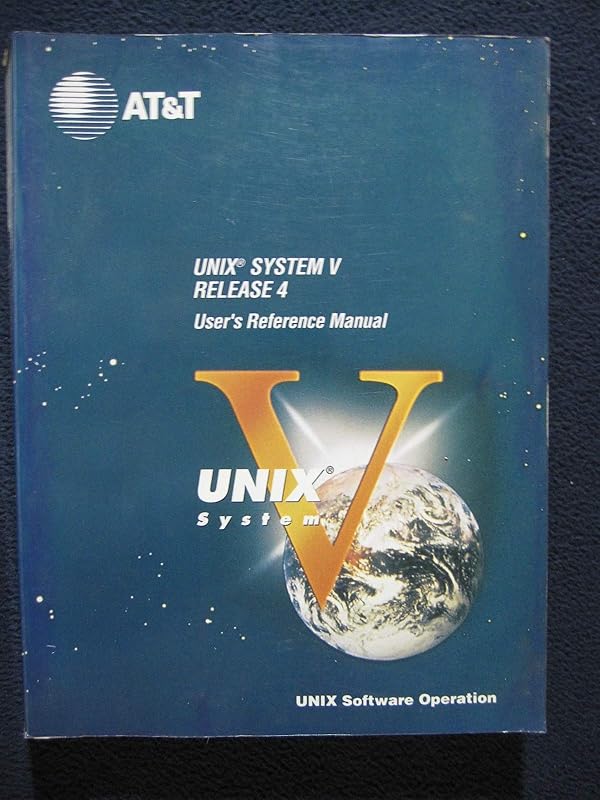 AT&T
UNIX® SYSTEM V
RELEASE 4
User's Reference Manual
V
UNIX®
System
UNIX Software Operation